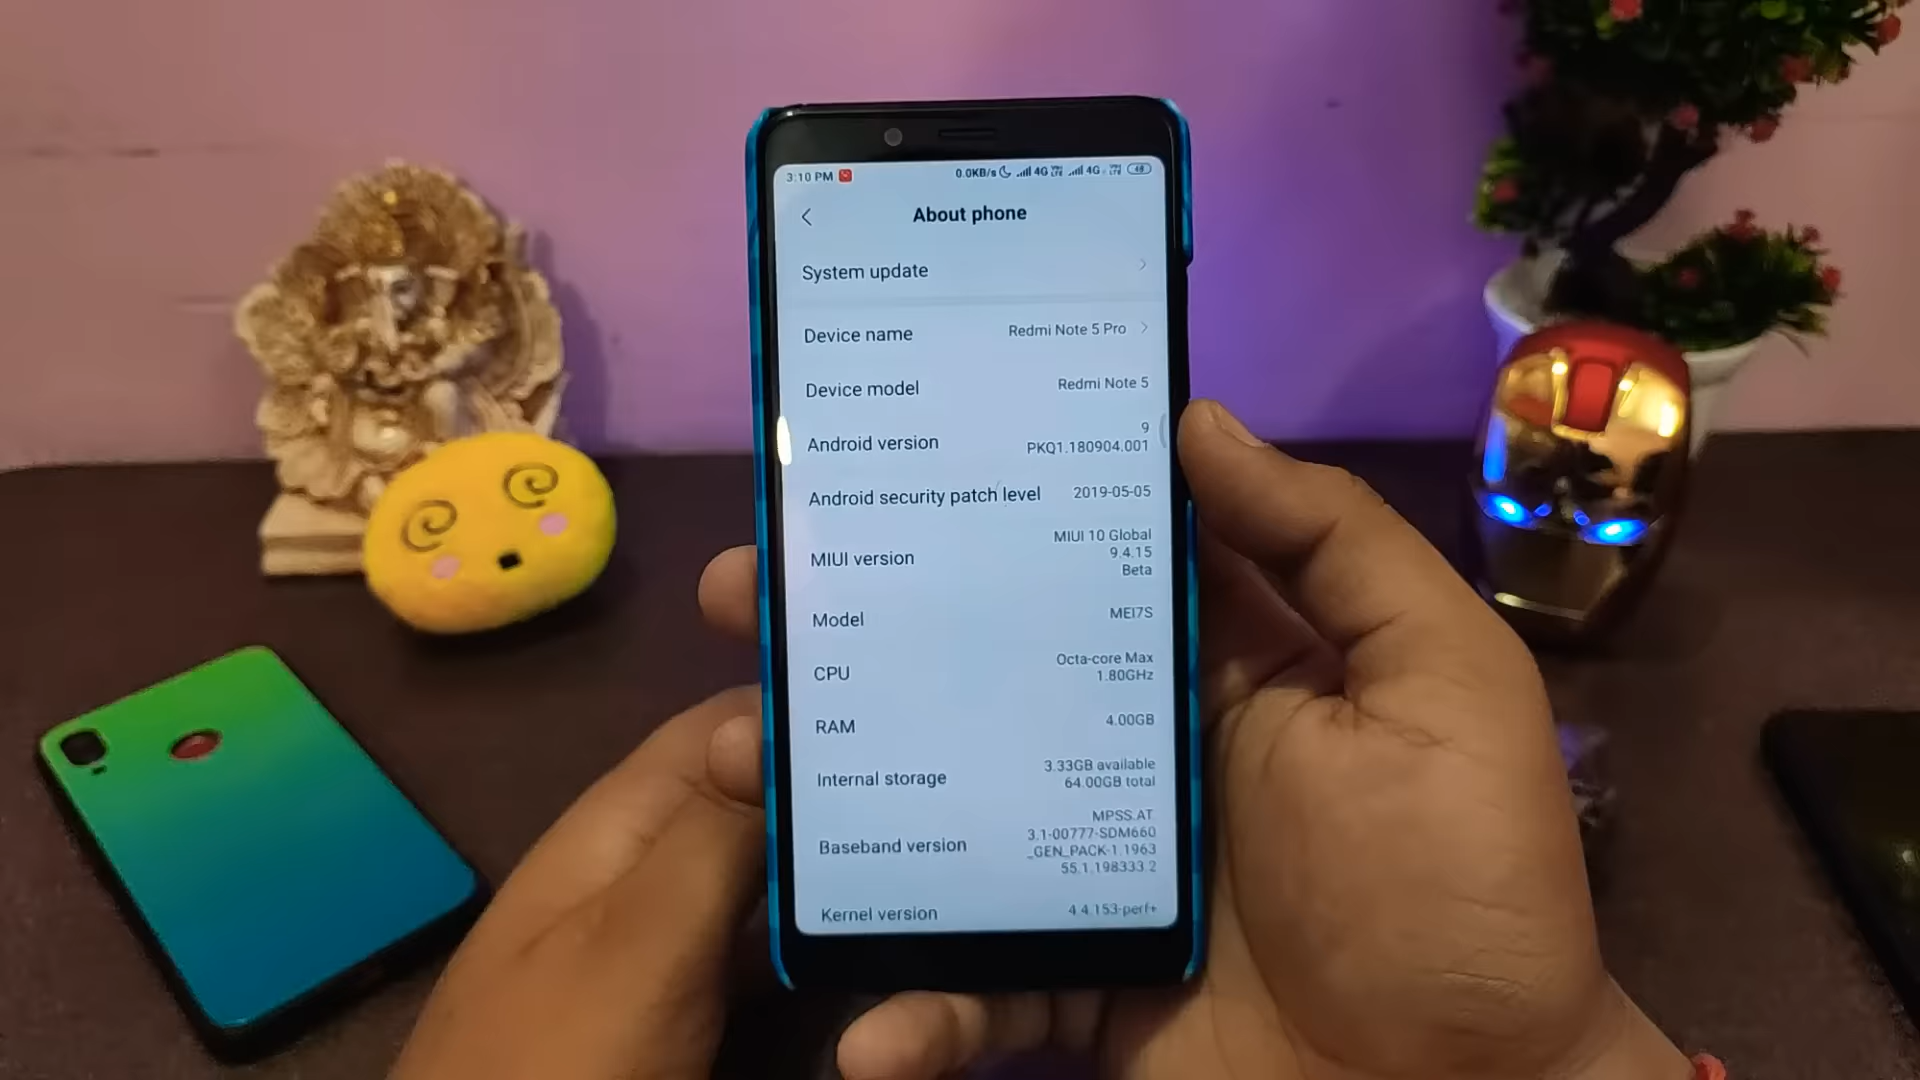 3:10 PM 0.0KB/s 4G 4G 48
About phone
System update
Device name Redmi Note 5 Pro
Device model Redmi Note 5
Android version 9
PKQ1.180904.001
Android security patch level 2019-05-05
MIUI version MIUI 10 Global
9.4.15
Beta
Model MEI7S
CPU Octa-core Max
1.80GHz
RAM 4.00GB
Internal storage 3.33GB available
64.00GB total
Baseband version MPSS.AT
3.1-00777-SDM660
_GEN_PACK-1.1963
55.1.198333.2
Kernel version 4.4.153-perf+